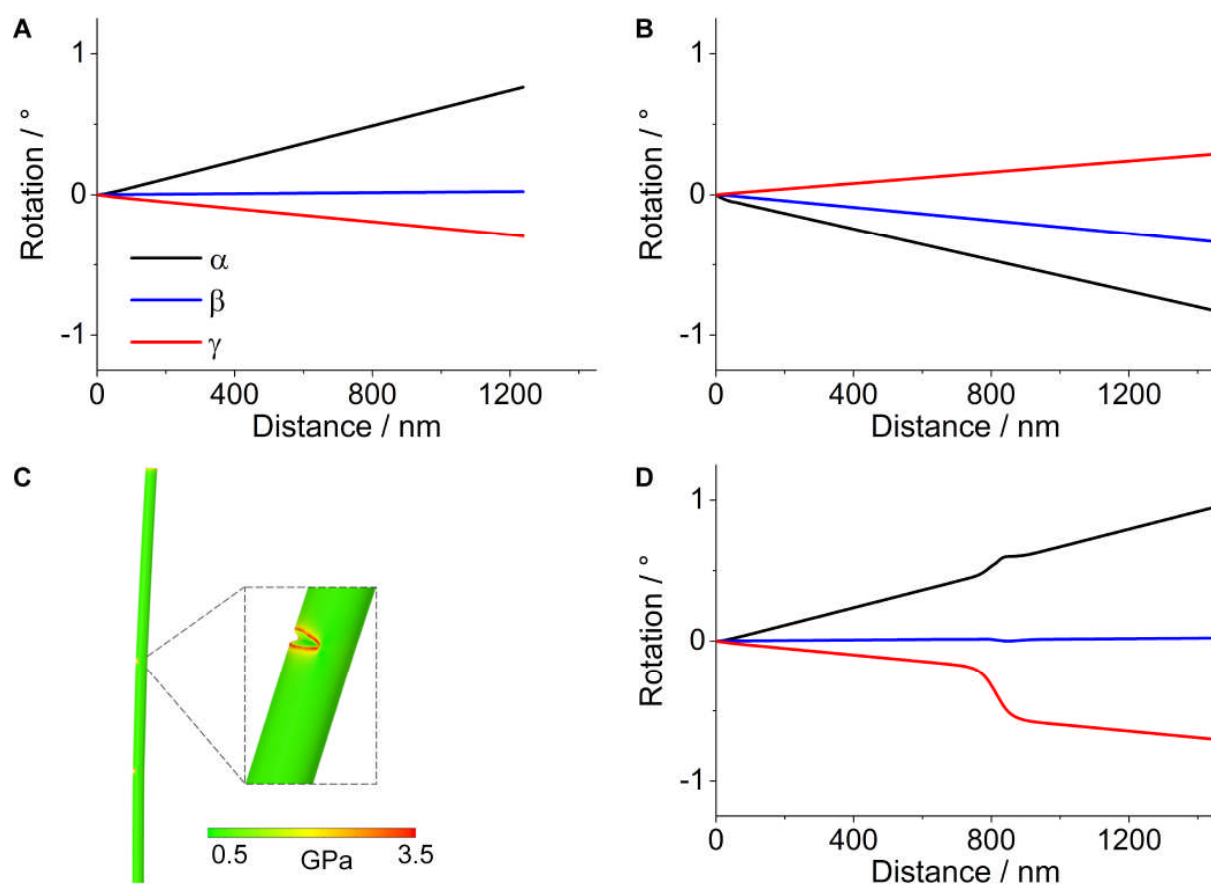 A
Rotation / °
1
0
-1
α
β
γ
0
400
800
1200
Distance / nm
B
Rotation / °
1
0
-1
0
400
800
1200
Distance / nm
C
0.5
GPa
3.5
D
Rotation / °
1
0
-1
0
400
800
1200
Distance / nm